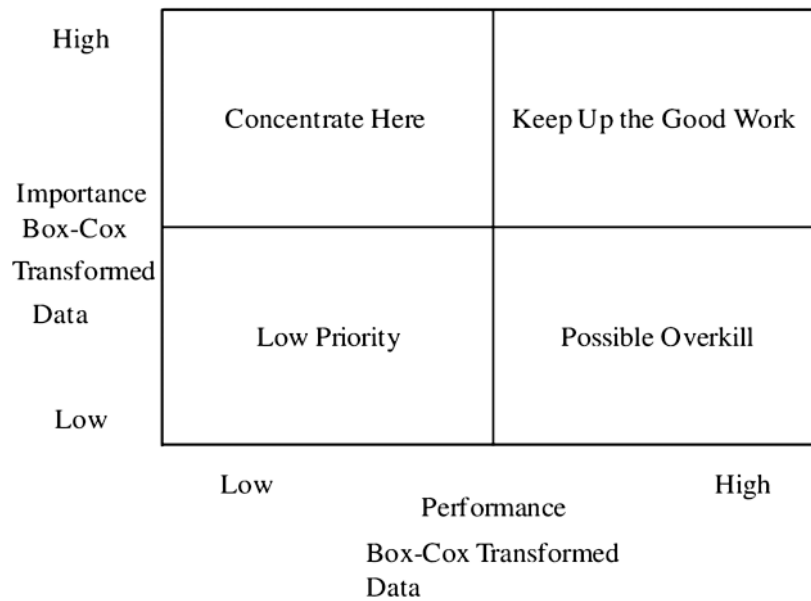 High
Concentrate Here
Keep Up the Good Work
Importance
Box-Cox
Transformed
Data
Low Priority
Possible Overkill
Low
Low
High
Performance
Box-Cox Transformed
Data